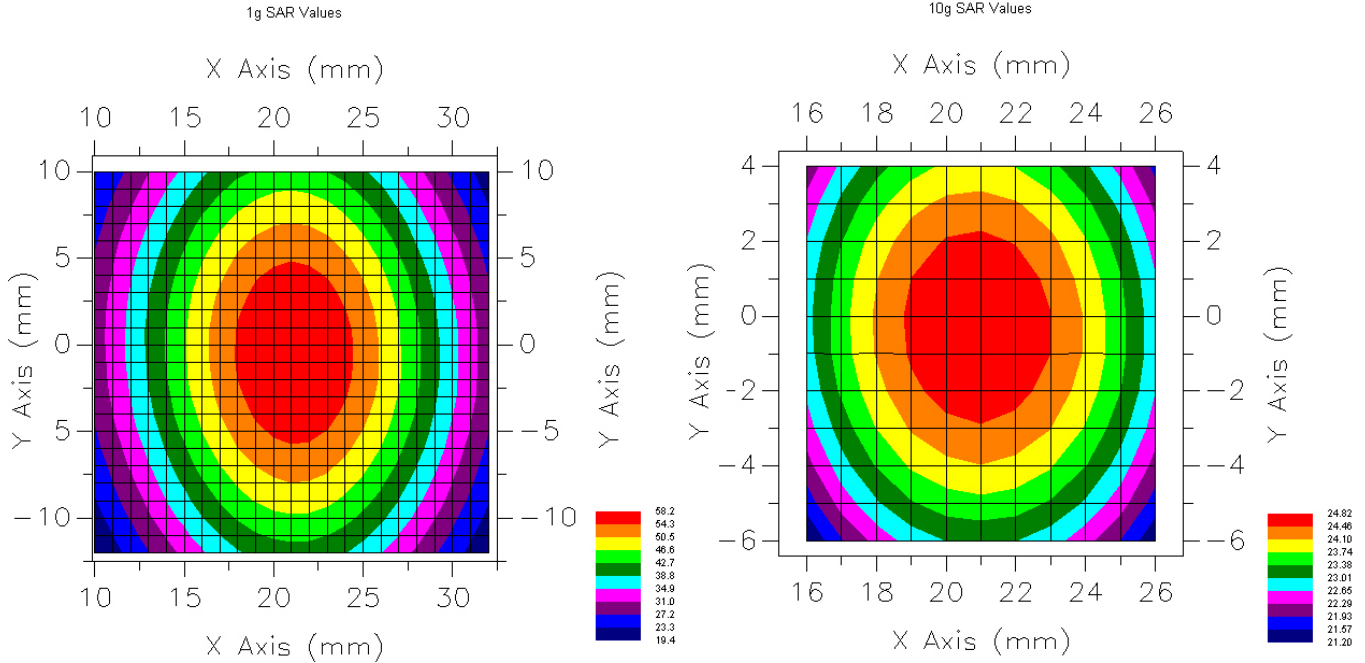 1g SAR Values
X Axis (mm)
10 15 20 25 30
10 5 0 5 -10
Y Axis (mm)
10 5 0 -5 -10
Y Axis (mm)
10 15 20 25 30
X Axis (mm)
58.2
54.3
50.5
46.6
42.7
38.8
34.9
31.0
27.2
23.3
19.4
10g SAR Values
X Axis (mm)
16 18 20 22 24 26
4 2 0 -2 -4 -6
Y Axis (mm)
4 2 0 -2 -4 -6
Y Axis (mm)
16 18 20 22 24 26
X Axis (mm)
24.82
24.46
24.10
23.74
23.38
23.01
22.65
22.29
21.93
21.57
21.20